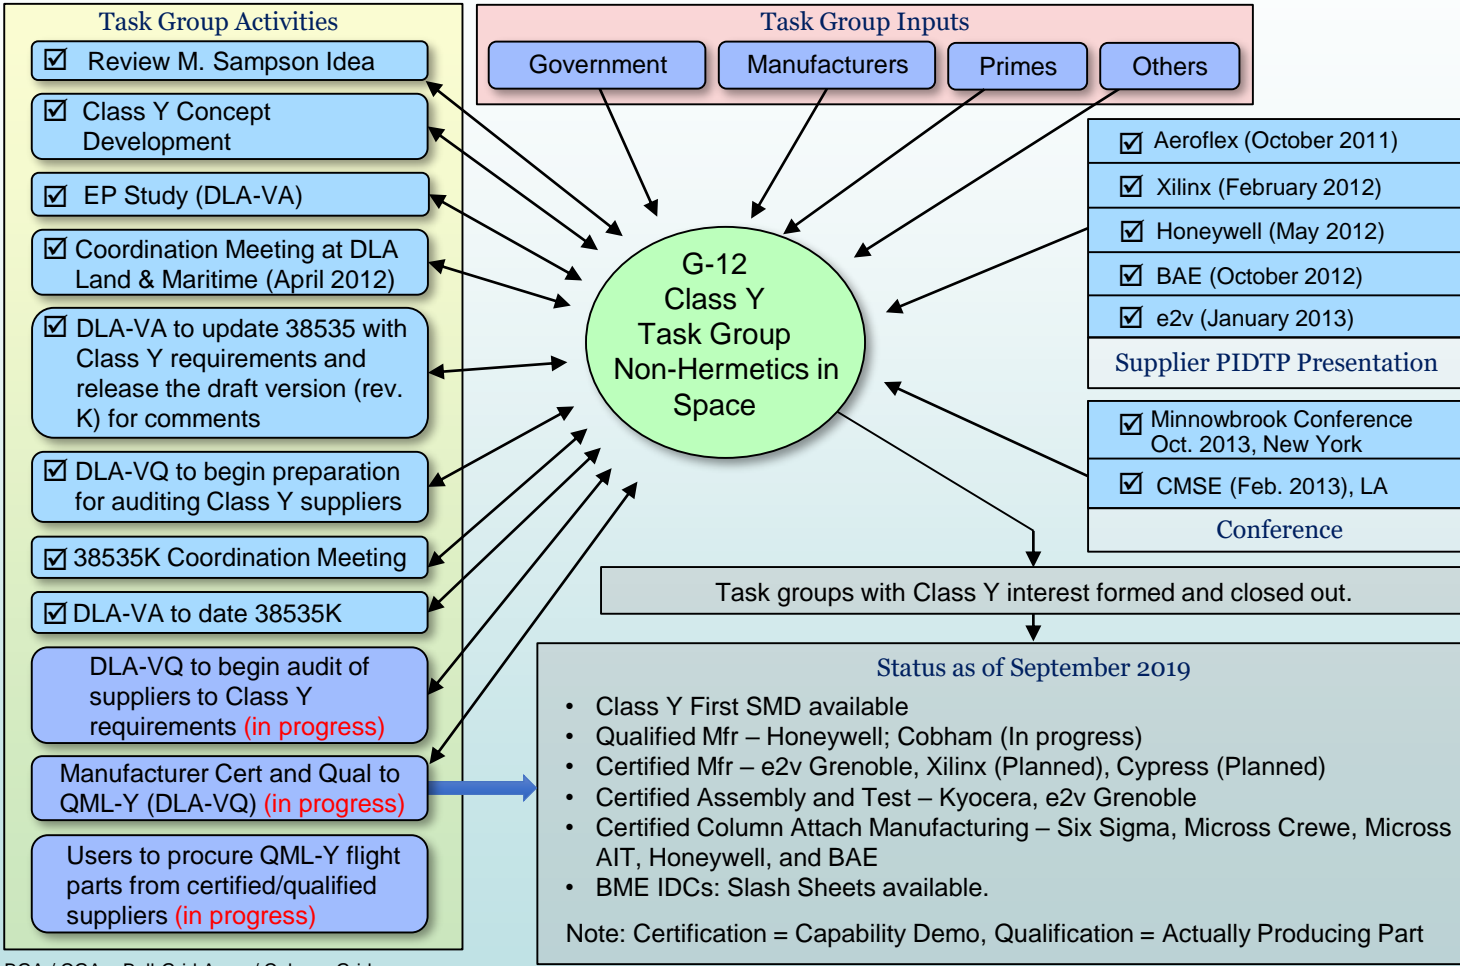 Task Group Activities
Review M. Sampson Idea
Class Y Concept
Development
EP Study (DLA-VA)
Coordination Meeting at DLA
Land & Maritime (April 2012)
DLA-VA to update 38535 with
Class Y requirements and
release the draft version (rev.
K) for comments
DLA-VQ to begin preparation
for auditing Class Y suppliers
38535K Coordination Meeting
DLA-VA to date 38535K
DLA-VQ to begin audit of
suppliers to Class Y
requirements (in progress)
Manufacturer Cert and Qual to
QML-Y (DLA-VQ) (in progress)
Users to procure QML-Y flight
parts from certified/qualified
suppliers (in progress)
Task Group Inputs
Government
Manufacturers
Primes
Others
G-12
Class Y
Task Group
Non-Hermetics in
Space
Aeroflex (October 2011)
Xilinx (February 2012)
Honeywell (May 2012)
BAE (October 2012)
e2v (January 2013)
Supplier PIDTP Presentation
Minnowbrook Conference
Oct. 2013, New York
CMSE (Feb. 2013), LA
Conference
Task groups with Class Y interest formed and closed out.
Status as of September 2019
• Class Y First SMD available
• Qualified Mfr – Honeywell; Cobham (In progress)
• Certified Mfr – e2v Grenoble, Xilinx (Planned), Cypress (Planned)
• Certified Assembly and Test – Kyocera, e2v Grenoble
• Certified Column Attach Manufacturing – Six Sigma, Micross Crewe, Micross
AIT, Honeywell, and BAE
• BME IDCs: Slash Sheets available.
Note: Certification = Capability Demo, Qualification = Actually Producing Part